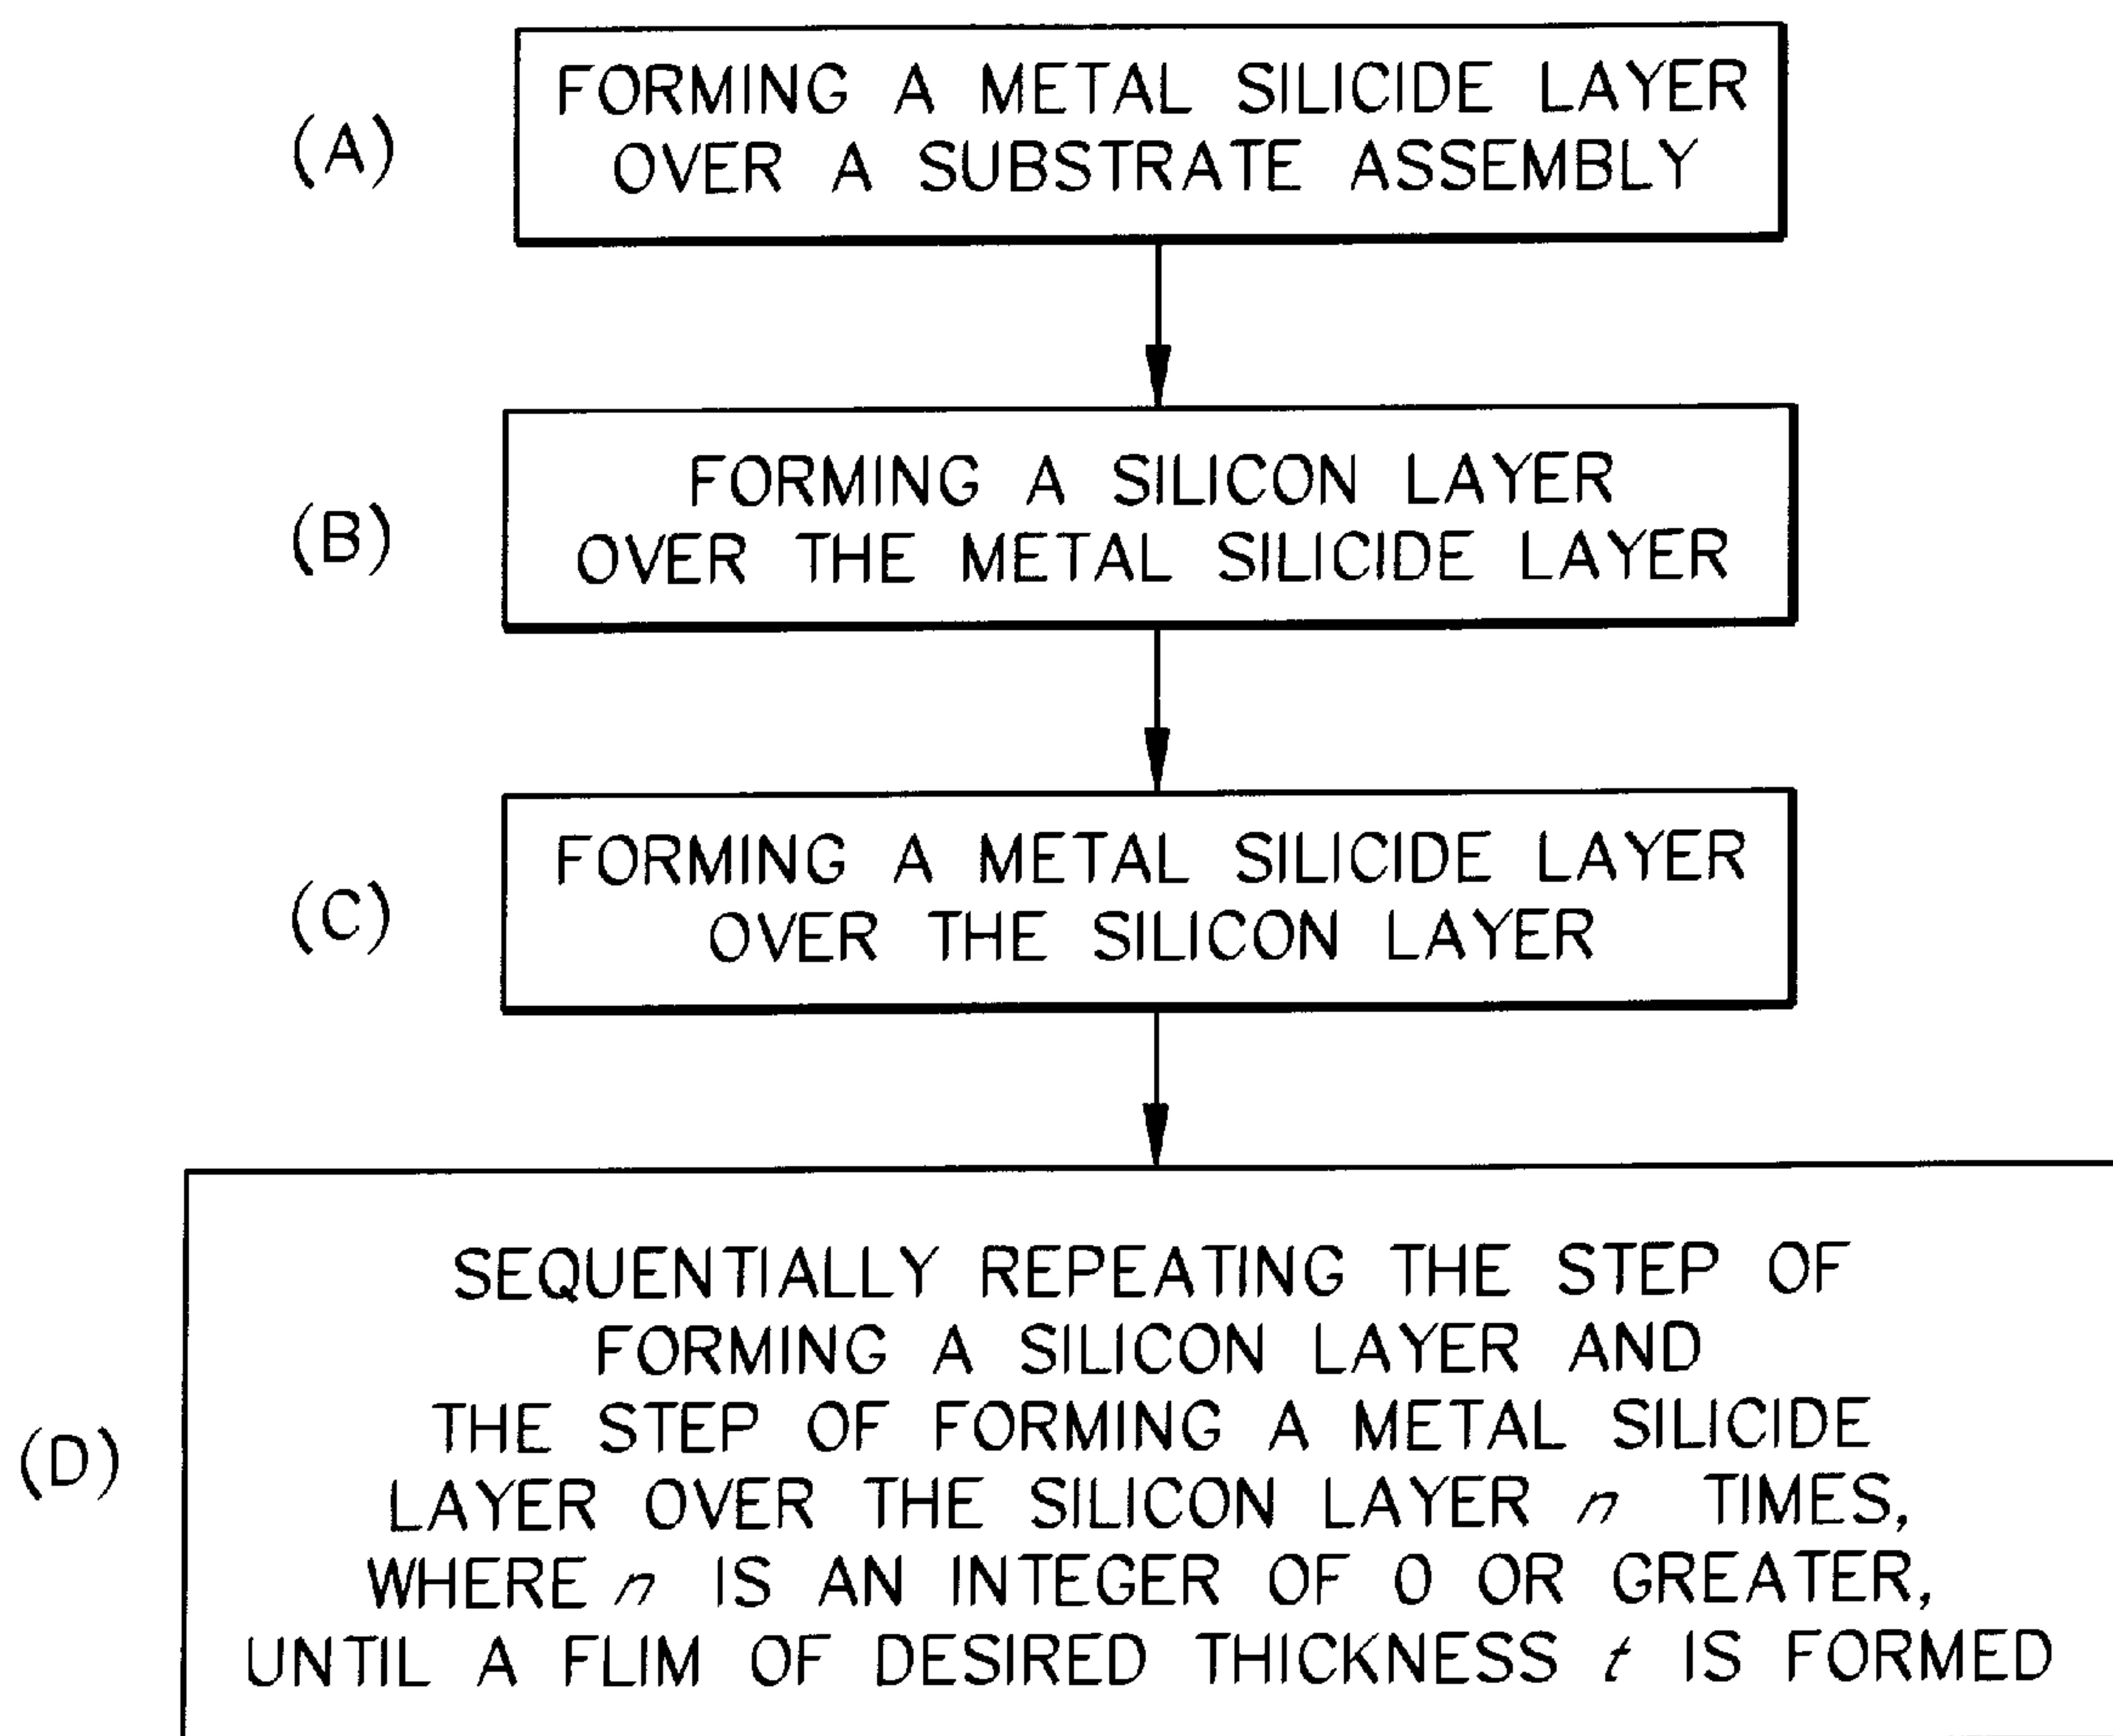 (A)
FORMING A METAL SILICIDE LAYER
OVER A SUBSTRATE ASSEMBLY
(B)
FORMING A SILICON LAYER
OVER THE METAL SILICIDE LAYER
(C)
FORMING A METAL SILICIDE LAYER
OVER THE SILICON LAYER
(D)
SEQUENTIALLY REPEATING THE STEP OF
FORMING A SILICON LAYER AND
THE STEP OF FORMING A METAL SILICIDE
LAYER OVER THE SILICON LAYER n TIMES,
WHERE n IS AN INTEGER OF 0 OR GREATER,
UNTIL A FLIM OF DESIRED THICKNESS t IS FORMED